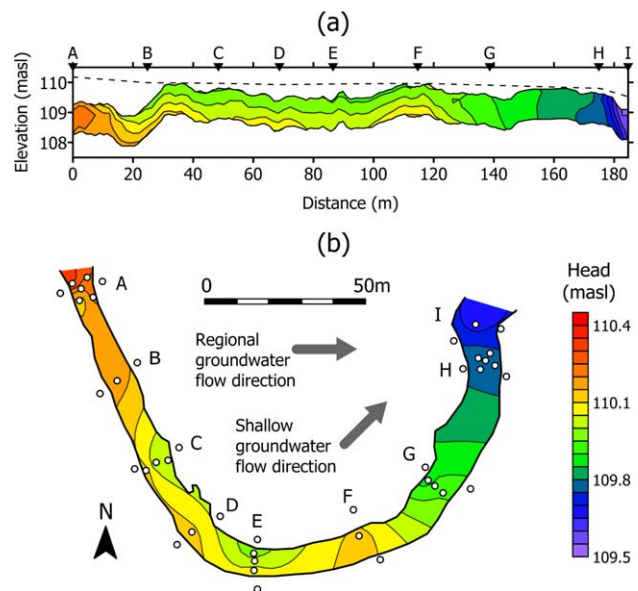 (a)
A B C D E F G H I
Elevation (masl)
110
109
108
0 20 40 60 80 100 120 140 160 180
Distance (m)
(b)
0 50m
Head
(masl)
A
I
110.4
Regional
groundwater
flow direction
B
H
110.1
Shallow
groundwater
flow direction
C
G
109.8
N
D
E
F
109.5